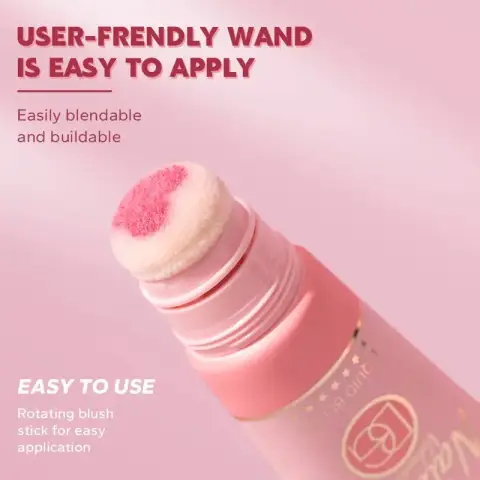 USER-FRENDLY WAND
IS EASY TO APPLY
Easily blendable
and buildable
EASY TO USE
Rotating blush
stick for easy
application